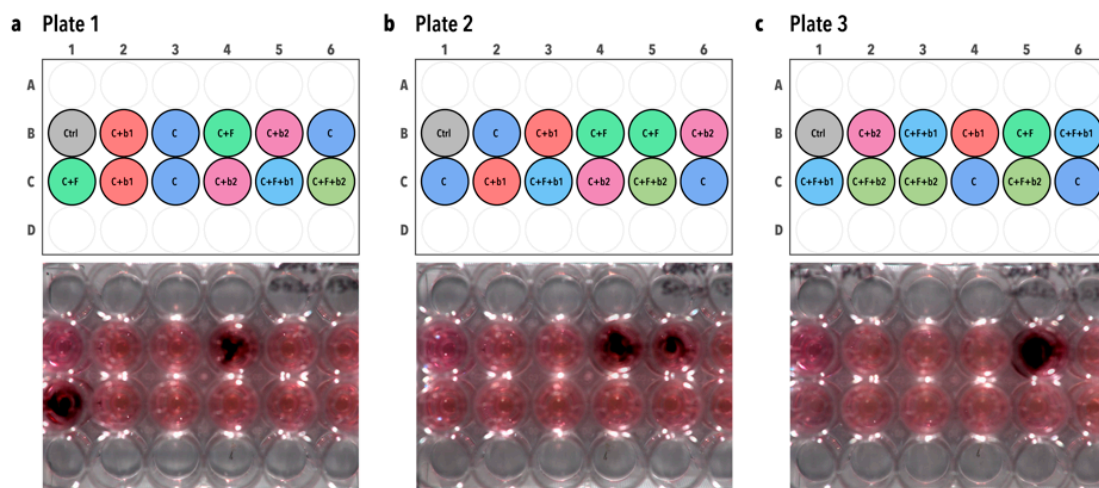 a Plate 1 b Plate 2 c Plate 3
1 2 3 4 5 6 1 2 3 4 5 6 1 2 3 4 5 6
A A A
B Ctrl C+b1 C C+F C+b2 C B Ctrl C C+b1 C+F C+F C+b2 B Ctrl C+b2 C+F+b1 C+b1 C+F C+F+b1
C C+F C+b1 C C+b2 C+F+b1 C+F+b2 C C C+b1 C+F+b1 C+b2 C+F+b2 C C C+F+b1 C+F+b2 C+F+b2 C C+F+b2 C
D D D